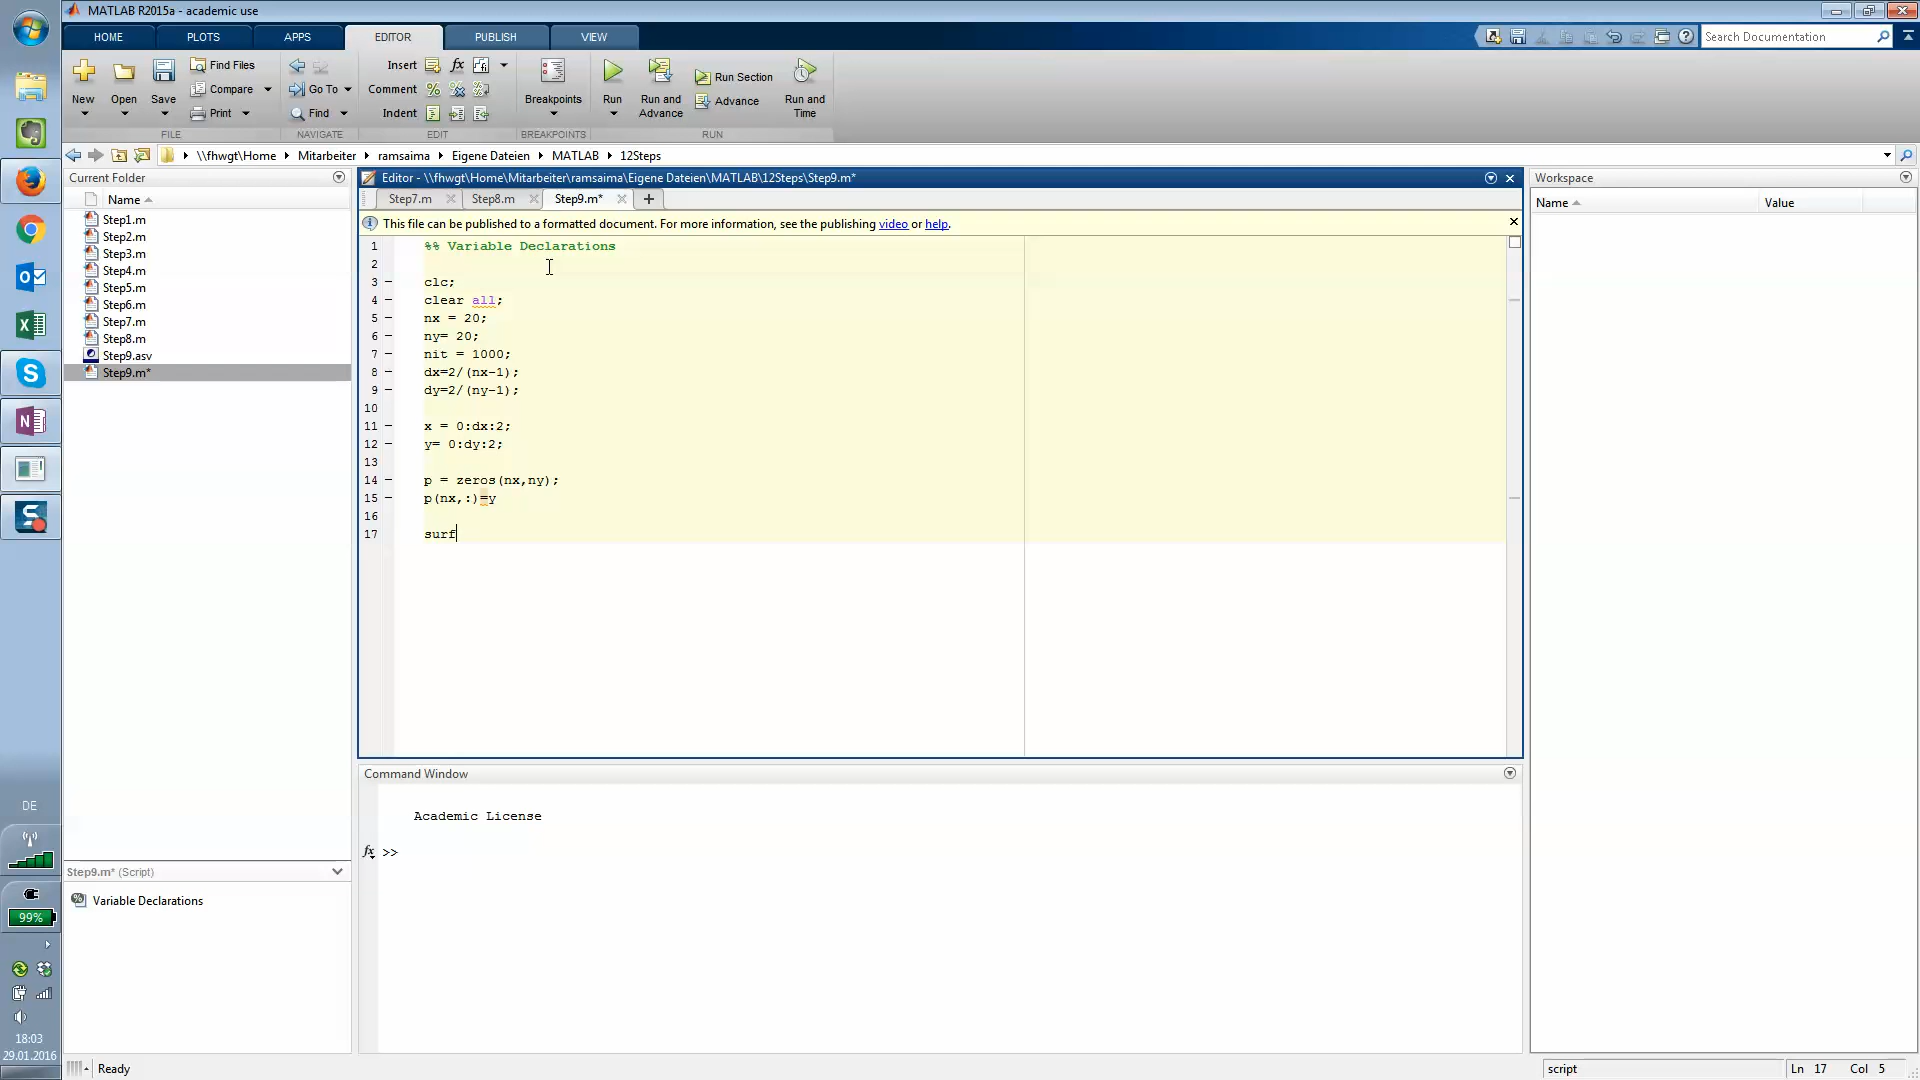 MATLAB R2015a - academic use
HOME PLOTS APPS EDITOR PUBLISH VIEW
Search Documentation
New
Open
Save
Find Files
Compare
Print
FILE
Go To
Find
NAVIGATE
Insert
Comment
Indent
EDIT
Breakpoints
BREAKPOINTS
Run
Run and
Advance
Run Section
Advance
Run and
Time
RUN
\\fhwgt\Home Mitarbeiter ramsaima Eigene Dateien MATLAB 12Steps
Current Folder
Name
Step1.m
Step2.m
Step3.m
Step4.m
Step5.m
Step6.m
Step7.m
Step8.m
Step9.asv
Step9.m*
Step9.m* (Script)
Variable Declarations
Editor - \\fhwgt\Home\Mitarbeiter\ramsaima\Eigene Dateien\MATLAB\12Steps\Step9.m*
Step7.m Step8.m Step9.m*
This file can be published to a formatted document. For more information, see the publishing video or help.
1 %% Variable Declarations
2
3 - clc;
4 - clear all;
5 - nx = 20;
6 - ny= 20;
7 - nit = 1000;
8 - dx=2/(nx-1);
9 - dy=2/(ny-1);
10
11 - x = 0:dx:2;
12 - y= 0:dy:2;
13
14 - p = zeros(nx,ny);
15 - p(nx,:)=y
16
17 surf
Command Window
Academic License
fx >>
Workspace
Name Value
DE
99%
18:03
29.01.2016
Ready
script
Ln 17 Col 5